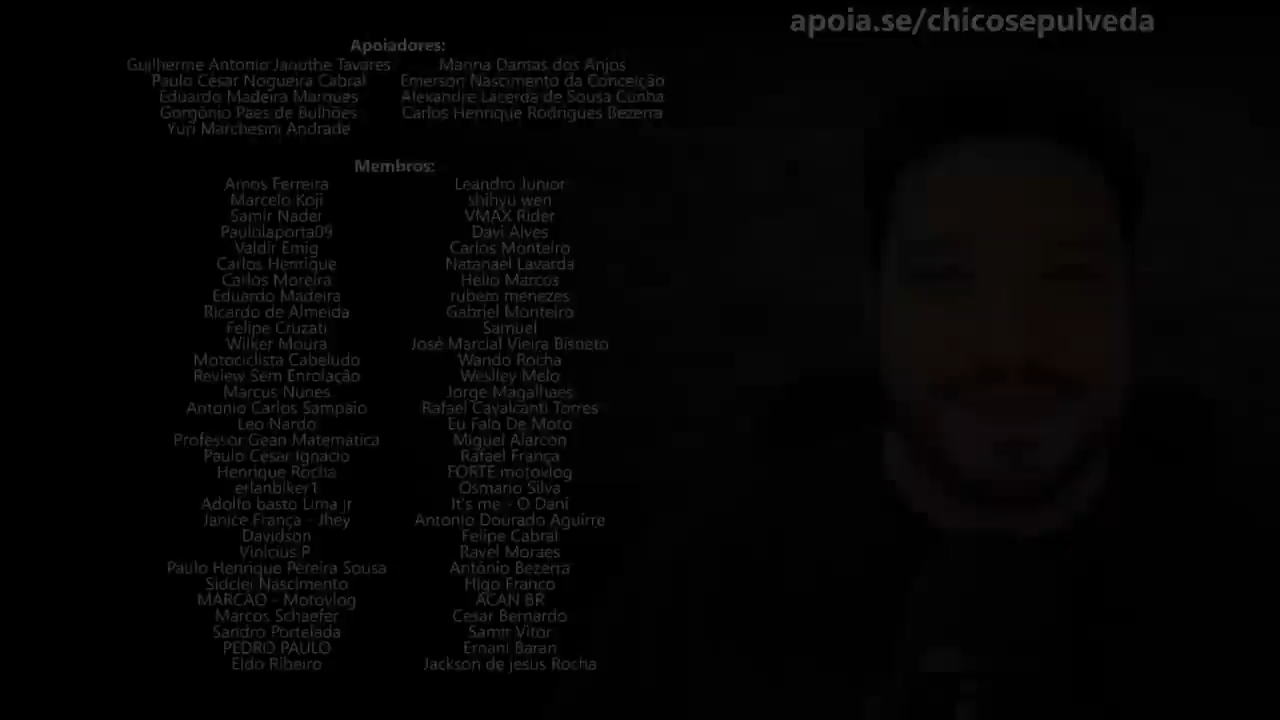 apoia.se/chicosepulveda
Apoiadores:
Guilherme Antonio Janothe Tavares
Paulo César Nogueira Cabral
Eduardo Madeira Marques
Gorgônio Paes de Bulhões
Yuri Marchesini Andrade
Marina Dantas dos Anjos
Emerson Nascimento da Conceição
Alexandre Lacerda de Sousa Cunha
Carlos Henrique Rodrigues Bezerra
Membros:
Amos Ferreira
Marcelo Koji
Samir Nader
Paulolaporta09
Valdir Emig
Carlos Henrique
Carlos Moreira
Eduardo Madeira
Ricardo de Almeida
Felipe Cruzati
Wilker Moura
Motociclista Cabeludo
Review Sem Enrolação
Marcus Nunes
Antonio Carlos Sampaio
Leo Nardo
Professor Gean Matematica
Paulo César Ignacio
Henrique Rocha
erlanbiker1
Adolfo basto Lima jr
Janice França - Jhey
Davidson
Vinicius P
Paulo Henrique Pereira Sousa
Sidclei Nascimento
MARCÃO - Motovlog
Marcos Schaefer
Sandro Portelada
PEDRO PAULO
Eldo Ribeiro
Leandro Junior
shihyu wen
VMAX Rider
Davi Alves
Carlos Monteiro
Natanael Lavarda
Helio Marcos
rubem menezes
Gabriel Monteiro
Samuel
José Marcial Vieira Bisneto
Wando Rocha
Weslley Melo
Jorge Magalhaes
Rafael Cavalcanti Torres
Eu Falo De Moto
Miguel Alarcon
Rafael França
FORTE motovlog
Osmario Silva
It's me - O Dani
Antonio Dourado Aguirre
Felipe Cabral
Ravel Moraes
Antônio Bezerra
Higo Franco
ACAN BR
Cesar Bernardo
Samir Vitor
Ernani Baran
Jackson de jesus Rocha